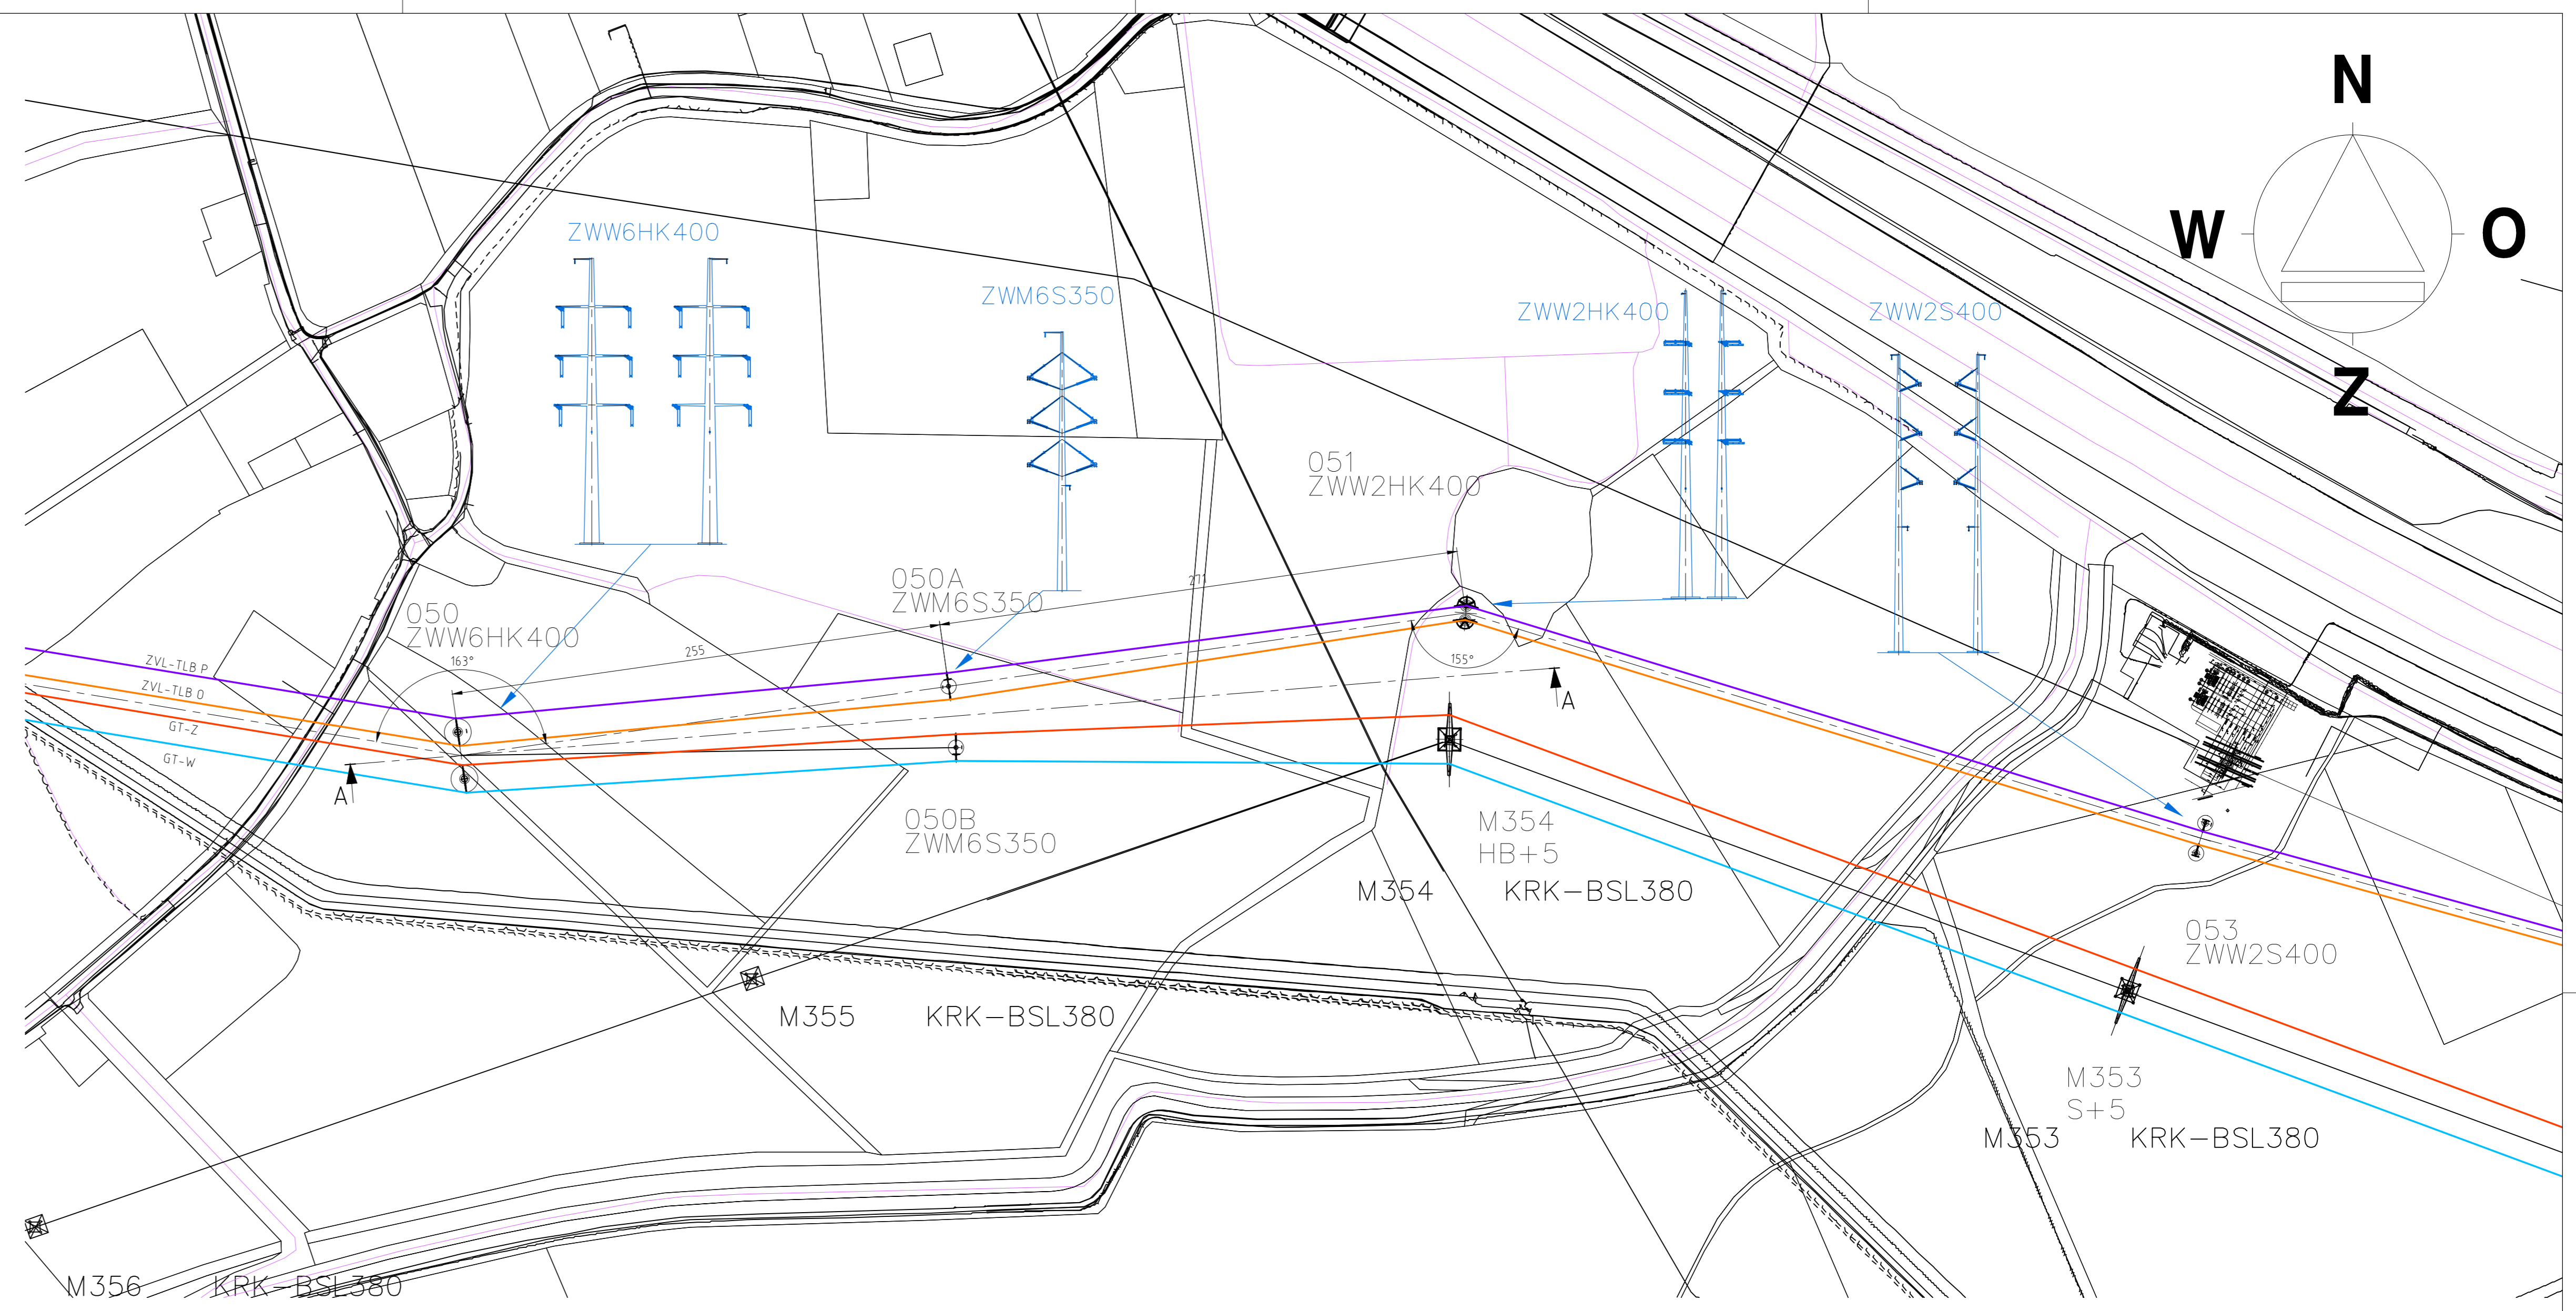 N
W
O
Z
ZWW6HK400
ZWM6S350
ZWW2HK400
ZWW2S400
051
ZWW2HK400
050A
ZWM6S350
271
050
ZWW6HK400
163°
255
155°
ZVL-TLB P
ZVL-TLB O
GT-Z
GT-W
A
A
050B
ZWM6S350
M354
HB+5
M354 KRK-BSL380
053
ZWW2S400
M355 KRK-BSL380
M353
S+5
M353 KRK-BSL380
M356 KRK-BSL380